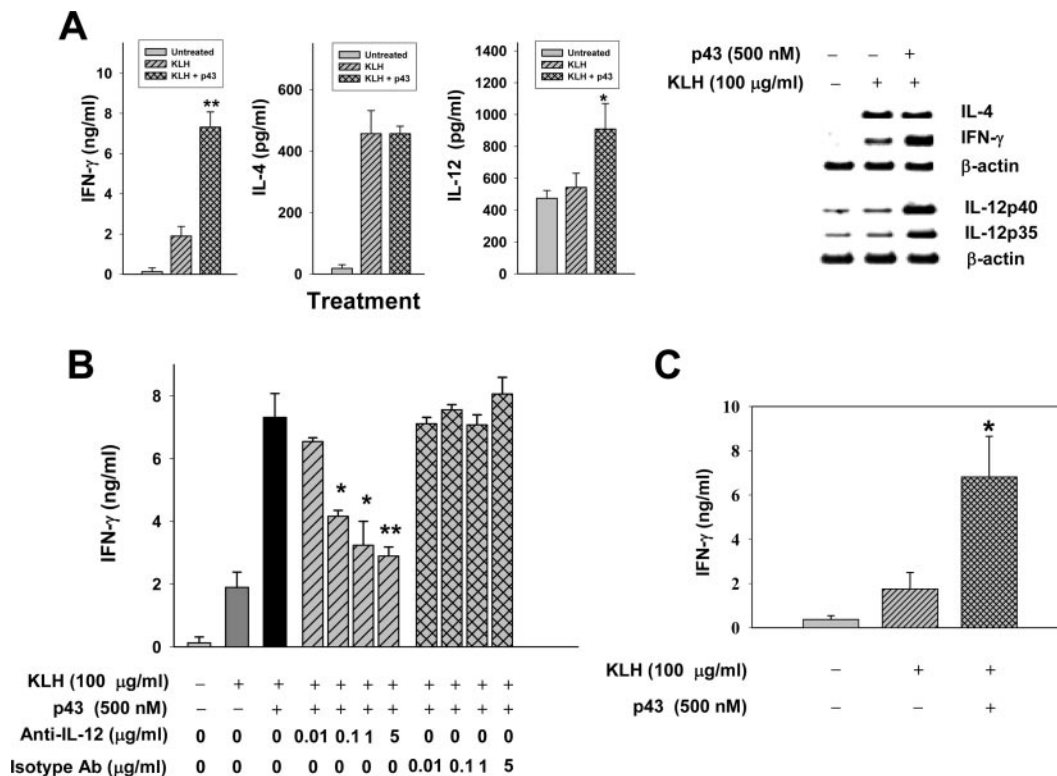 A
Untreated
KLH
KLH + p43
**
IFN-γ (ng/ml)
10
8
6
4
2
0
Untreated
KLH
KLH + p43
IL-4 (pg/ml)
600
400
200
0
Untreated
KLH
KLH + p43
*
IL-12 (pg/ml)
1400
1200
1000
800
600
400
200
0
Treatment
p43 (500 nM) – – +
KLH (100 μg/ml) – + +
IL-4
IFN-γ
β-actin
IL-12p40
IL-12p35
β-actin
B
IFN-γ (ng/ml)
8
6
4
2
0
* * **
KLH (100 μg/ml) – + + + + + + + + + +
p43 (500 nM) – – + + + + + + + + +
Anti-IL-12 (μg/ml) 0 0 0 0.01 0.1 1 5 0 0 0 0
Isotype Ab (μg/ml) 0 0 0 0 0 0 0 0.01 0.1 1 5
C
IFN-γ (ng/ml)
10
8
6
4
2
0
*
KLH (100 μg/ml) – + +
p43 (500 nM) – – +